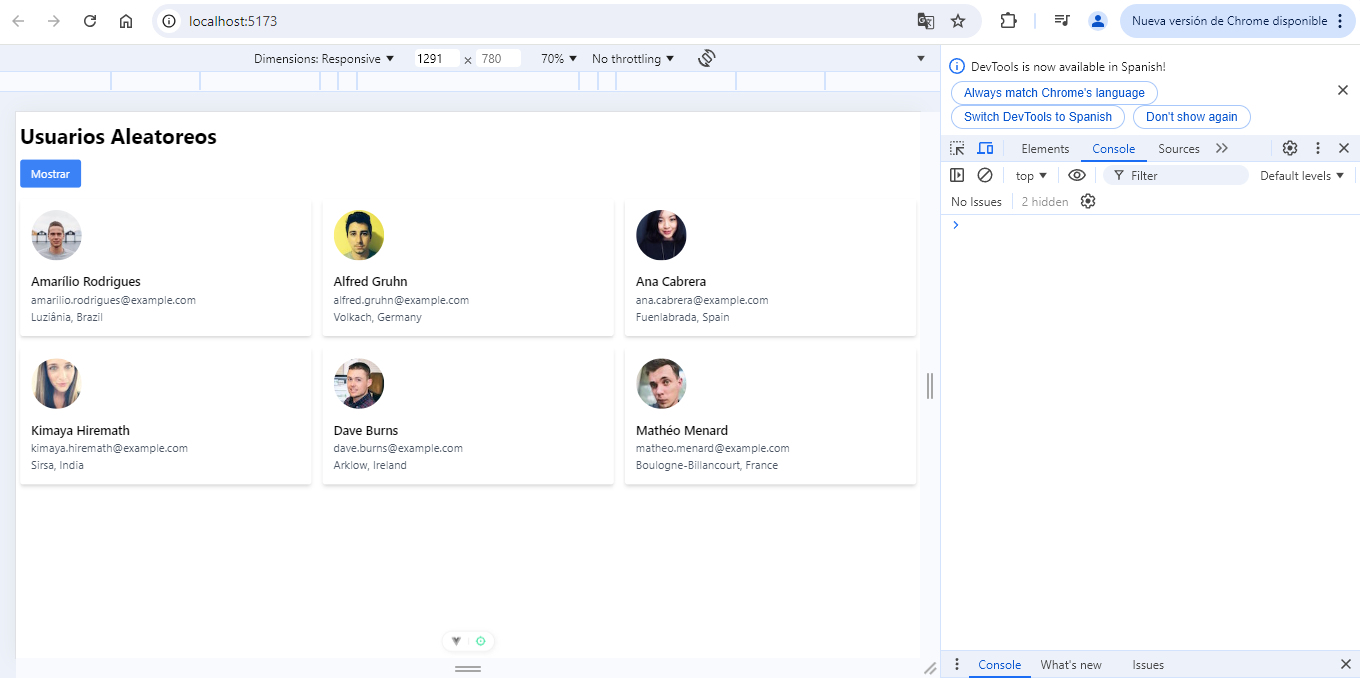 localhost:5173
Nueva versión de Chrome disponible
Dimensions: Responsive
1291
×
780
70%
No throttling
Usuarios Aleatoreos
Mostrar
Amarílio Rodrigues
amarilio.rodrigues@example.com
Luziânia, Brazil
Alfred Gruhn
alfred.gruhn@example.com
Volkach, Germany
Ana Cabrera
ana.cabrera@example.com
Fuenlabrada, Spain
Kimaya Hiremath
kimaya.hiremath@example.com
Sirsa, India
Dave Burns
dave.burns@example.com
Arklow, Ireland
Mathéo Menard
matheo.menard@example.com
Boulogne-Billancourt, France
DevTools is now available in Spanish!
Always match Chrome's language
Switch DevTools to Spanish
Don't show again
Elements
Console
Sources
top
Filter
Default levels
No Issues
2 hidden
Console
What's new
Issues